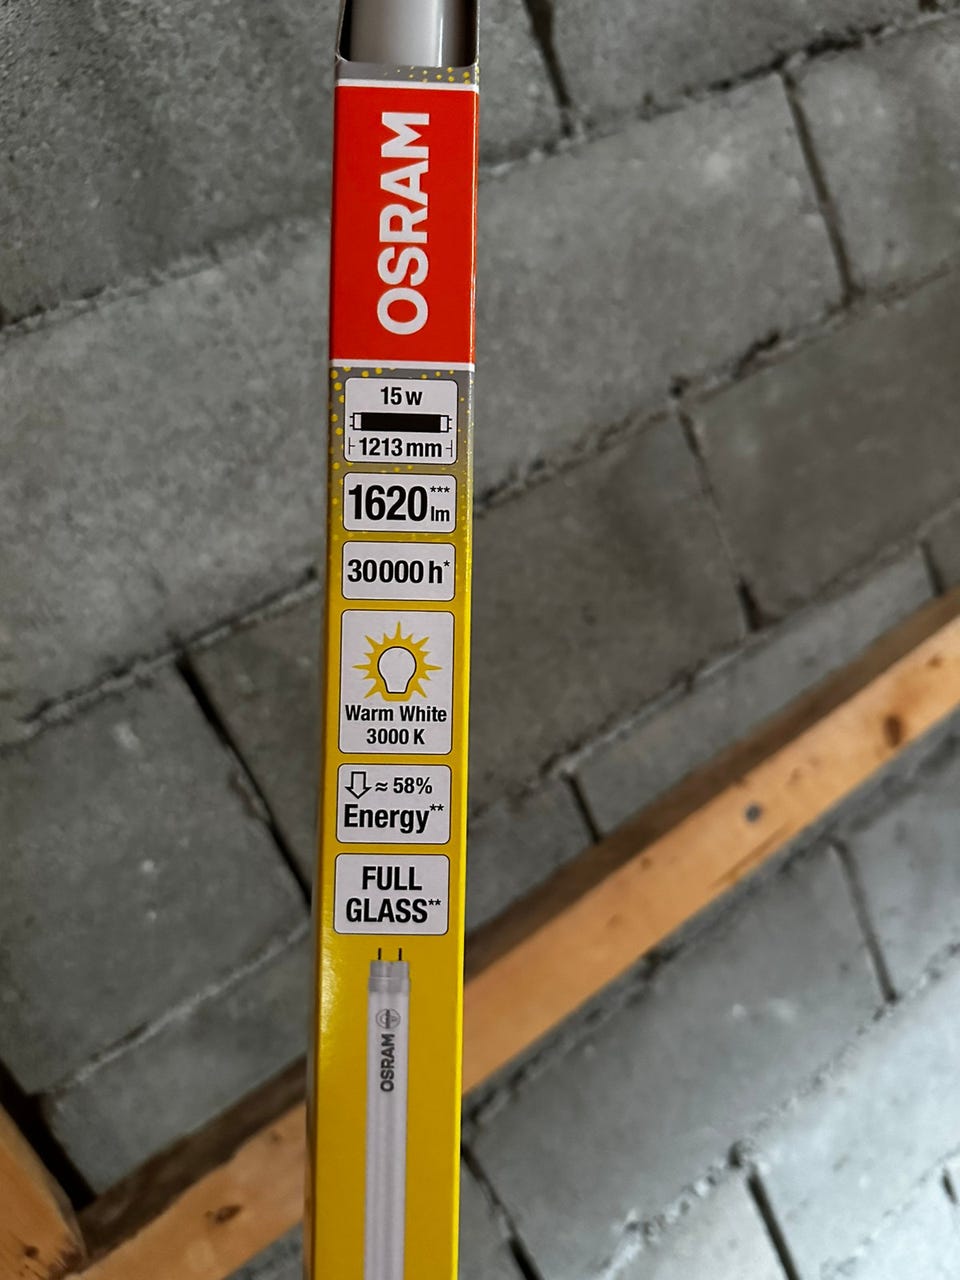 OSRAM
15 w
1213 mm
1620 lm***
30000 h*
Warm White
3000 K
≈ 58%
Energy**
FULL
GLASS**
OSRAM